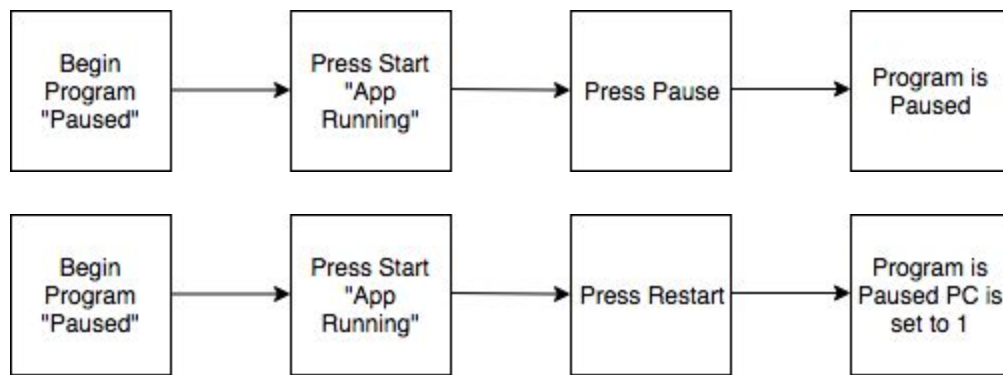 Begin
Program
"Paused"
Press Start
"App
Running"
Press Pause
Program is
Paused
Begin
Program
"Paused"
Press Start
"App
Running"
Press Restart
Program is
Paused PC is
set to 1